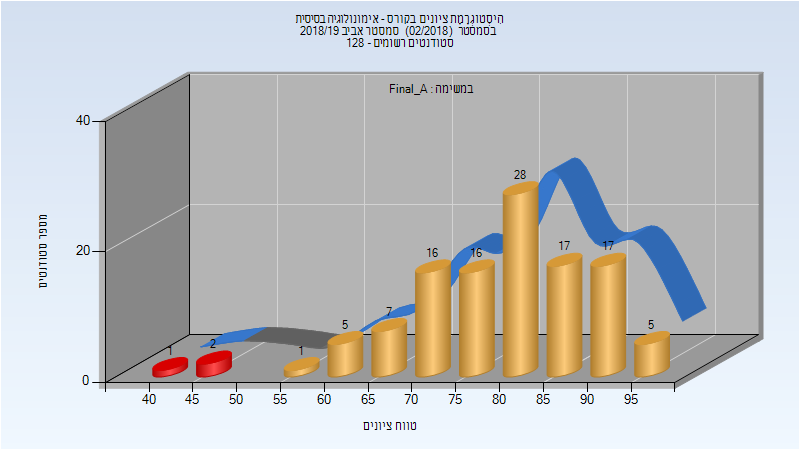 היסטוגרמת ציונים בקורס - אימונולוגיה בסיסית
בסמסטר (02/2018) סמסטר אביב 2018/19
סטודנטים רשומים - 128
במשימה : Final_A
מספר סטודנטים
40
20
0
1
2
1
5
7
16
16
28
17
17
5
40 45 50 55 60 65 70 75 80 85 90 95
טווח ציונים